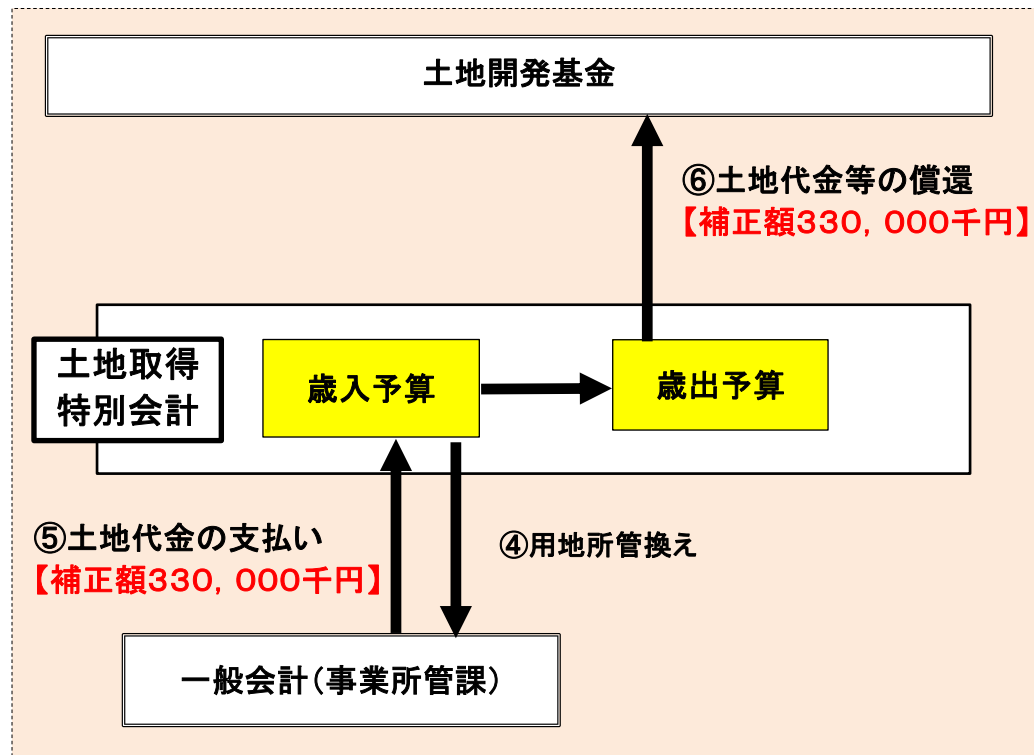 土地開発基金
⑥土地代金等の償還
【補正額330，000千円】
土地取得
特別会計
歳入予算
歳出予算
⑤土地代金の支払い
【補正額330，000千円】
④用地所管換え
一般会計（事業所管課）